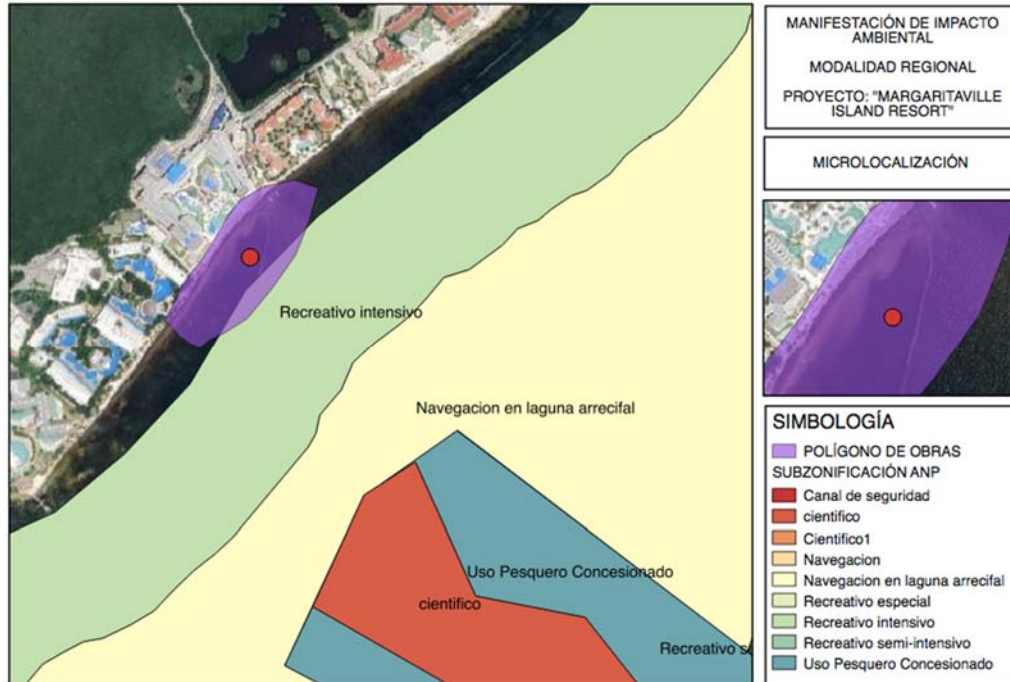 MANIFESTACIÓN DE IMPACTO
AMBIENTAL
MODALIDAD REGIONAL
PROYECTO: "MARGARITAVILLE
ISLAND RESORT"
MICROLOCALIZACIÓN
Recreativo intensivo
Navegacion en laguna arrecifal
Uso Pesquero Concesionado
cientifico
Recreativo
SIMBOLOGÍA
POLÍGONO DE OBRAS
SUBZONIFICACIÓN ANP
Canal de seguridad
cientifico
Cientifico1
Navegacion
Navegacion en laguna arrecifal
Recreativo especial
Recreativo intensivo
Recreativo semi-intensivo
Uso Pesquero Concesionado